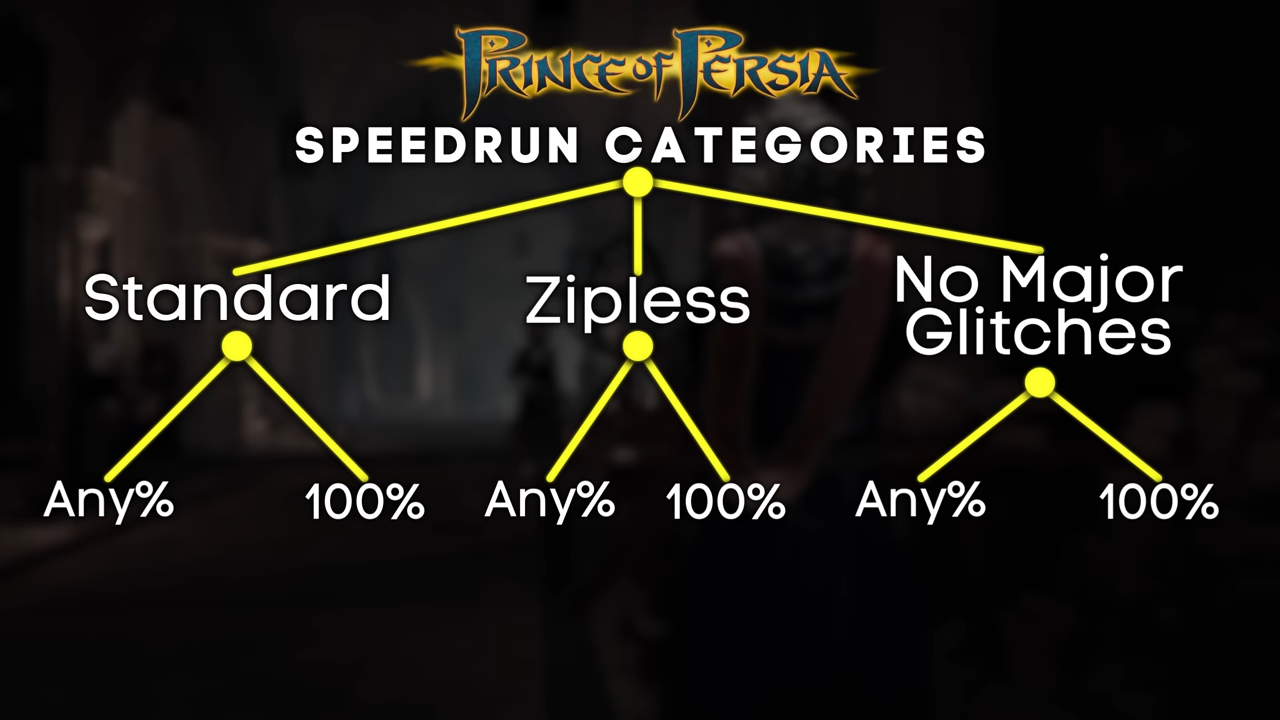 PRINCE OF PERSIA
SPEEDRUN CATEGORIES
Standard
Zipless
No Major
Glitches
Any%
100%
Any%
100%
Any%
100%